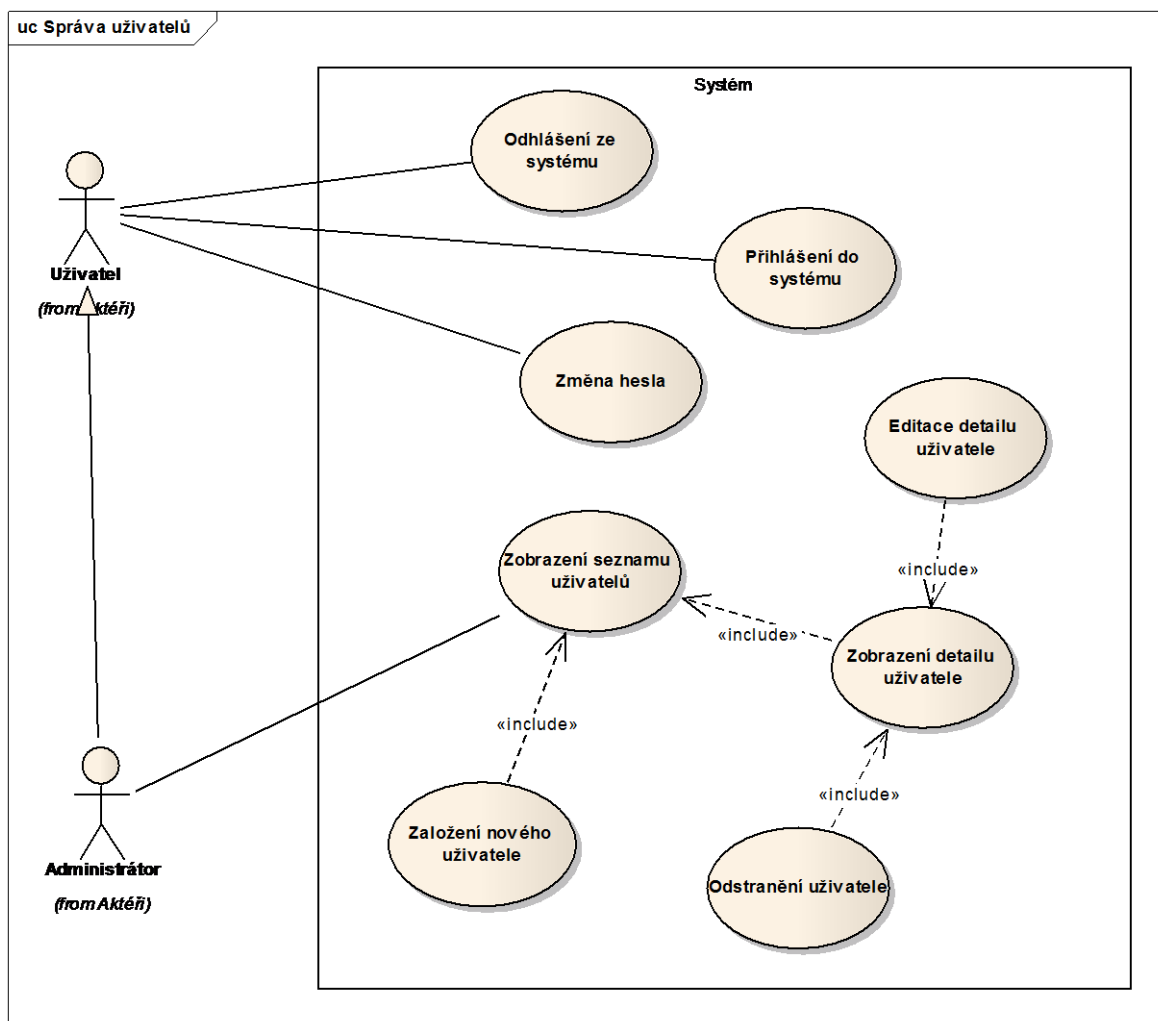 uc Správa uživatelů
Systém
Odhlášení ze
systému
Uživatel
(from Aktéři)
Přihlášení do
systému
Změna hesla
Editace detailu
uživatele
Zobrazení seznamu
uživatelů
«include»
«include»
Zobrazení detailu
uživatele
«include»
«include»
Založení nového
uživatele
Odstranění uživatele
Administrátor
(from Aktéři)